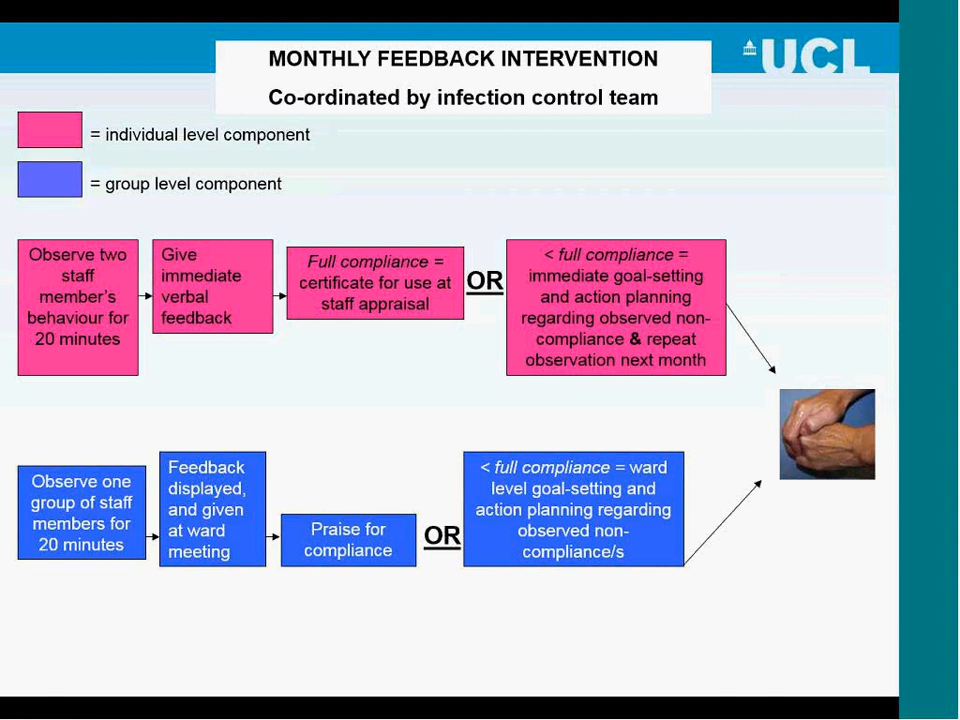 MONTHLY FEEDBACK INTERVENTION
Co-ordinated by infection control team
UCL
= individual level component
= group level component
Observe two
staff
member's
behaviour for
20 minutes
Give
immediate
verbal
feedback
Full compliance =
certificate for use at
staff appraisal
OR
< full compliance =
immediate goal-setting
and action planning
regarding observed non-
compliance & repeat
observation next month
Observe one
group of staff
members for
20 minutes
Feedback
displayed,
and given
at ward
meeting
Praise for
compliance
OR
< full compliance = ward
level goal-setting and
action planning regarding
observed non-
compliance/s